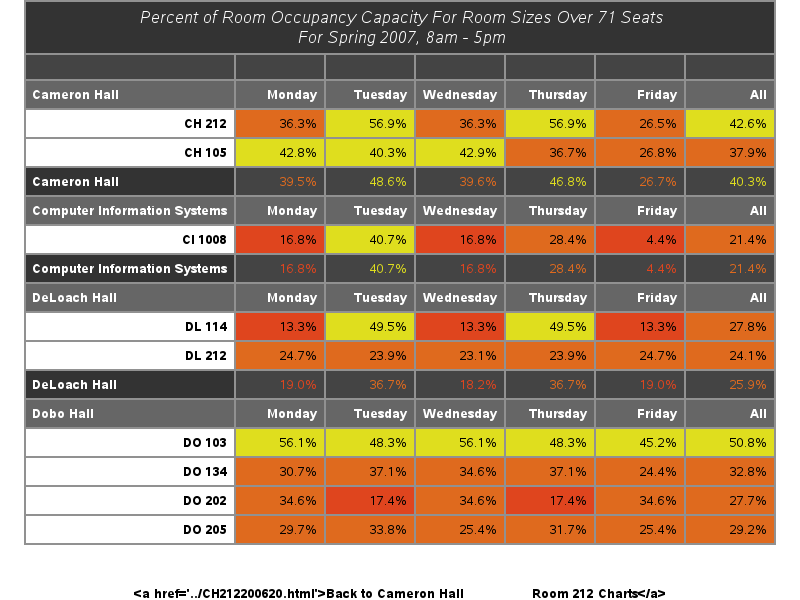 Percent of Room Occupancy Capacity For Room Sizes Over 71 Seats
For Spring 2007, 8am - 5pm
Cameron Hall Monday Tuesday Wednesday Thursday Friday All
CH 212 36.3% 56.9% 36.3% 56.9% 26.5% 42.6%
CH 105 42.8% 40.3% 42.9% 36.7% 26.8% 37.9%
Cameron Hall 39.5% 48.6% 39.6% 46.8% 26.7% 40.3%
Computer Information Systems Monday Tuesday Wednesday Thursday Friday All
CI 1008 16.8% 40.7% 16.8% 28.4% 4.4% 21.4%
Computer Information Systems 16.8% 40.7% 16.8% 28.4% 4.4% 21.4%
DeLoach Hall Monday Tuesday Wednesday Thursday Friday All
DL 114 13.3% 49.5% 13.3% 49.5% 13.3% 27.8%
DL 212 24.7% 23.9% 23.1% 23.9% 24.7% 24.1%
DeLoach Hall 19.0% 36.7% 18.2% 36.7% 19.0% 25.9%
Dobo Hall Monday Tuesday Wednesday Thursday Friday All
DO 103 56.1% 48.3% 56.1% 48.3% 45.2% 50.8%
DO 134 30.7% 37.1% 34.6% 37.1% 24.4% 32.8%
DO 202 34.6% 17.4% 34.6% 17.4% 34.6% 27.7%
DO 205 29.7% 33.8% 25.4% 31.7% 25.4% 29.2%
<a href='../CH212200620.html'>Back to Cameron Hall Room 212 Charts</a>